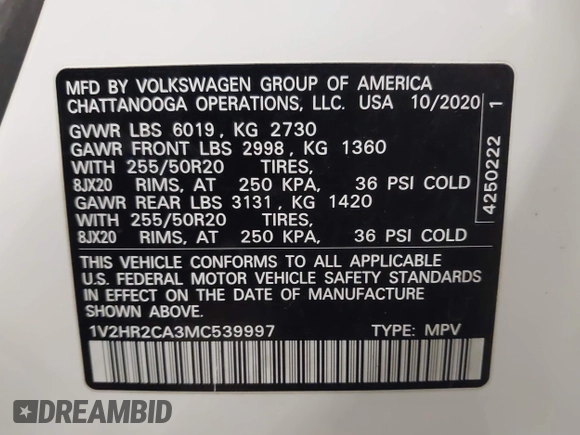 MFD BY VOLKSWAGEN GROUP OF AMERICA
CHATTANOOGA OPERATIONS, LLC. USA 10/2020
GVWR LBS 6019, KG 2730
GAWR FRONT LBS 2998, KG 1360
WITH 255/50R20 TIRES,
8JX20 RIMS, AT 250 KPA, 36 PSI COLD
GAWR REAR LBS 3131, KG 1420
WITH 255/50R20 TIRES,
8JX20 RIMS, AT 250 KPA, 36 PSI COLD
THIS VEHICLE CONFORMS TO ALL APPLICABLE
U.S. FEDERAL MOTOR VEHICLE SAFETY STANDARDS
IN EFFECT ON THE DATE OF MANUFACTURE
SHOWN ABOVE.
1V2HR2CA3MC539997 TYPE: MPV
4250222 1
DREAMBID